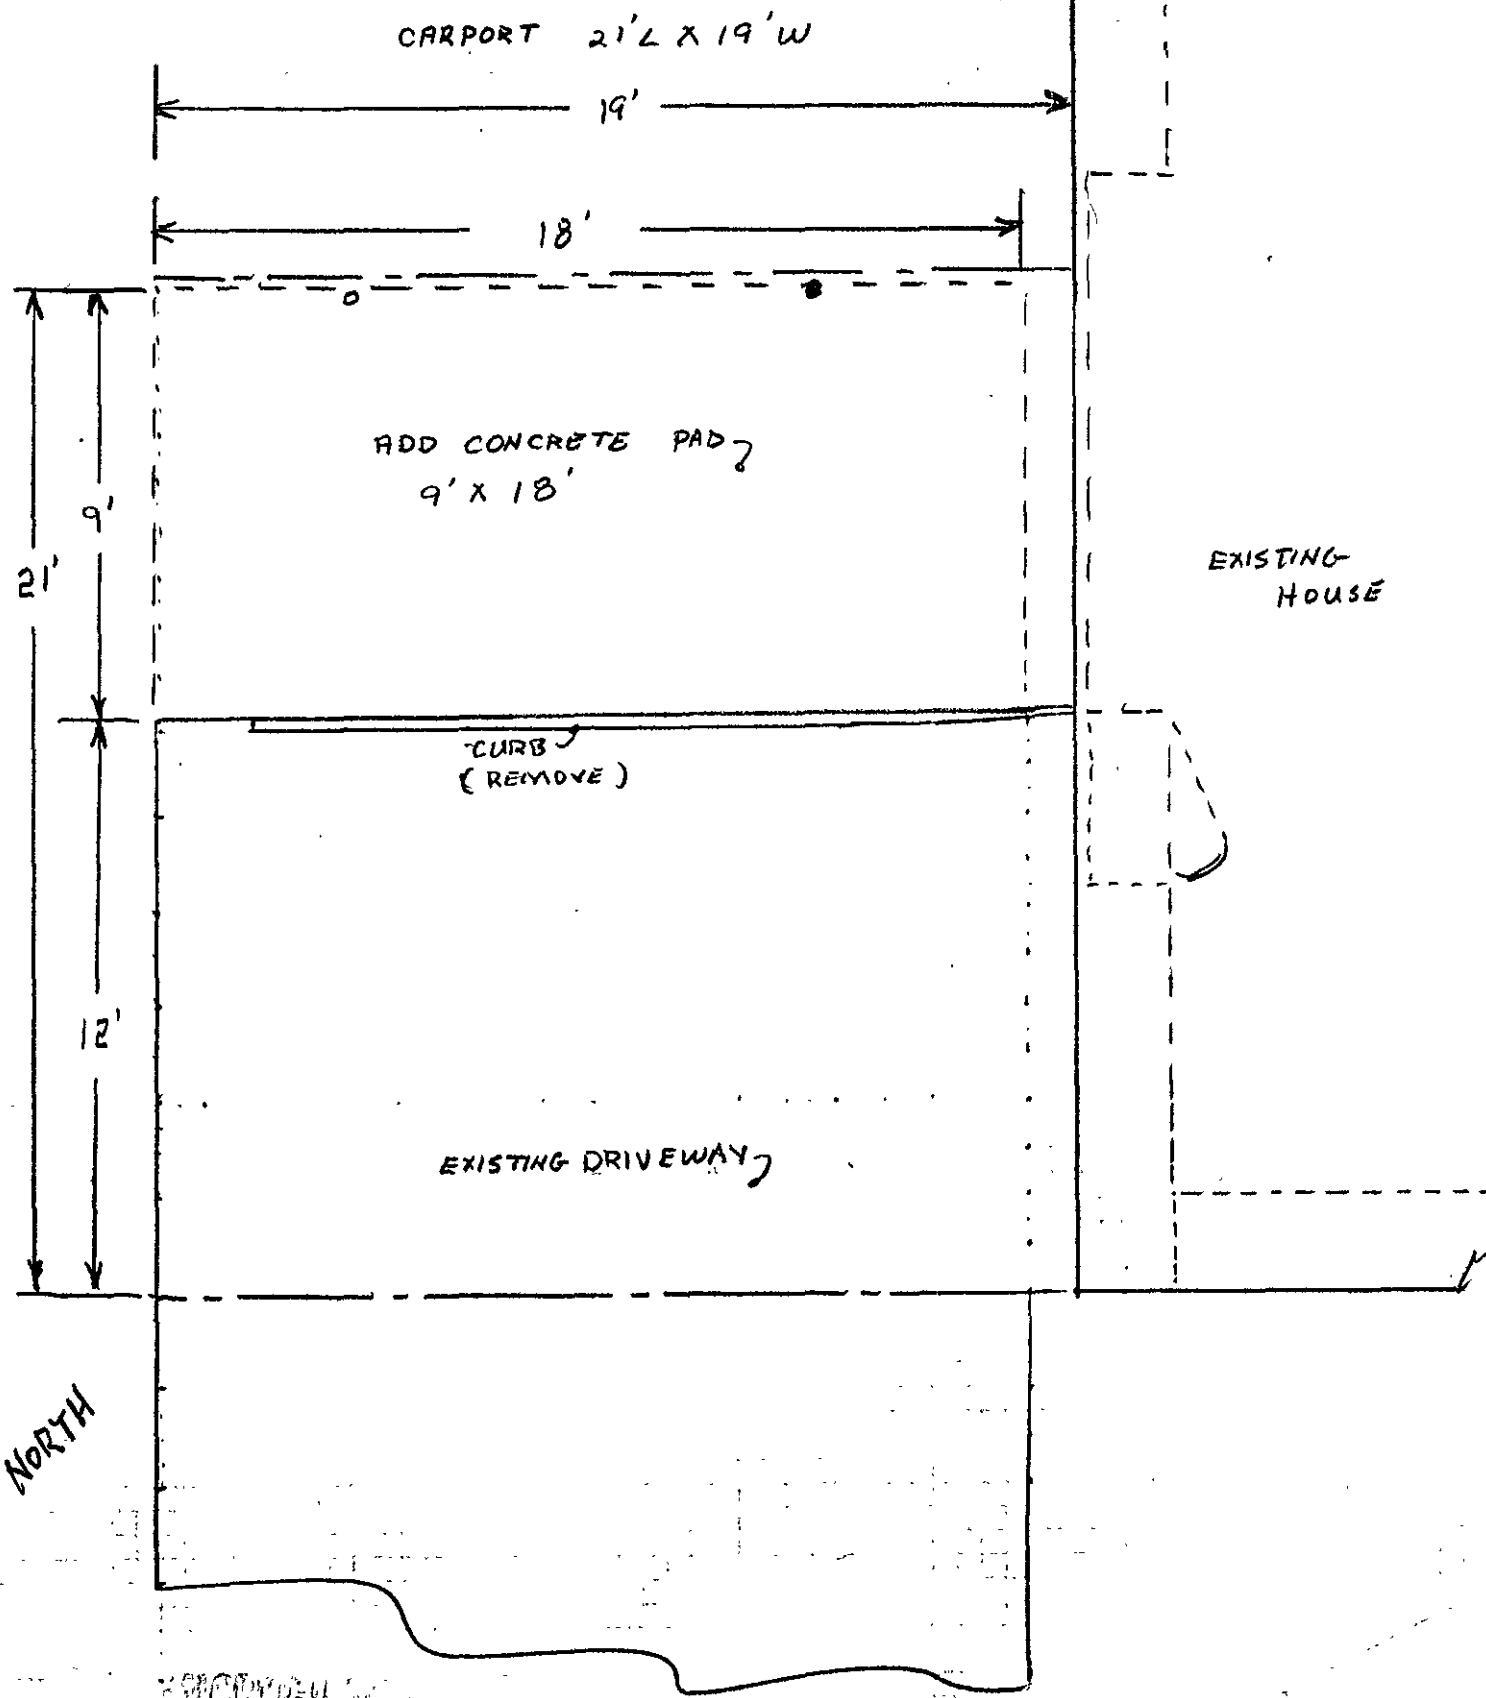 CARPORT 21'L X 19'W
19'
18'
ADD CONCRETE PAD
9' X 18'
9'
21'
EXISTING
HOUSE
CURB
(REMOVE)
12'
EXISTING DRIVEWAY
NORTH